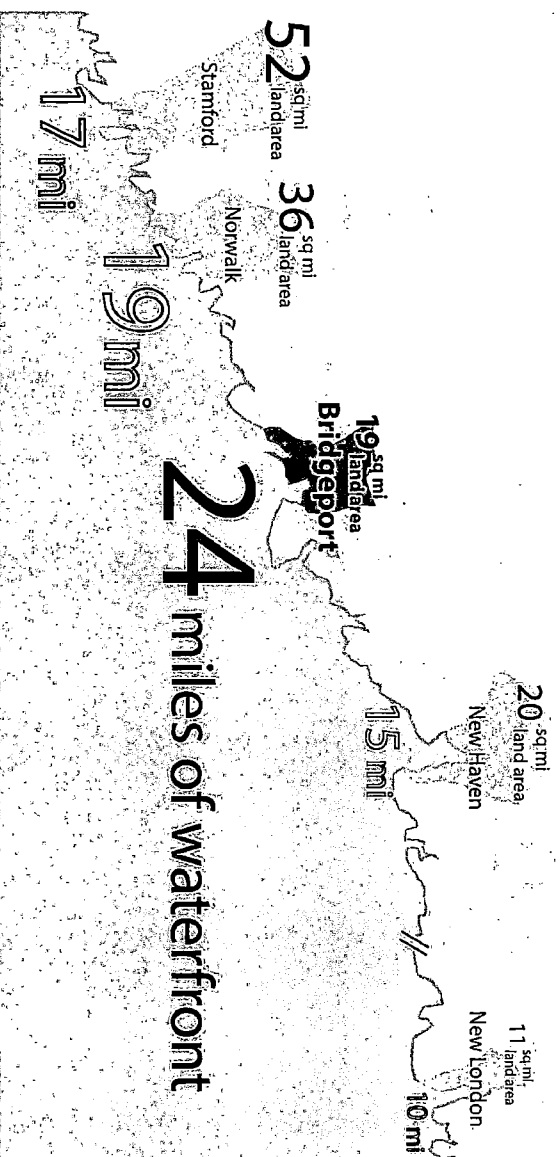 52 sq mi
land area
Stamford
17 mi
36 sq mi
land area
Norwalk
19 mi
19 sq mi
land area
Bridgeport
24 miles of waterfront
20 sq mi
land area
New Haven
15 mi
11 sq mi
land area
New London
10 mi